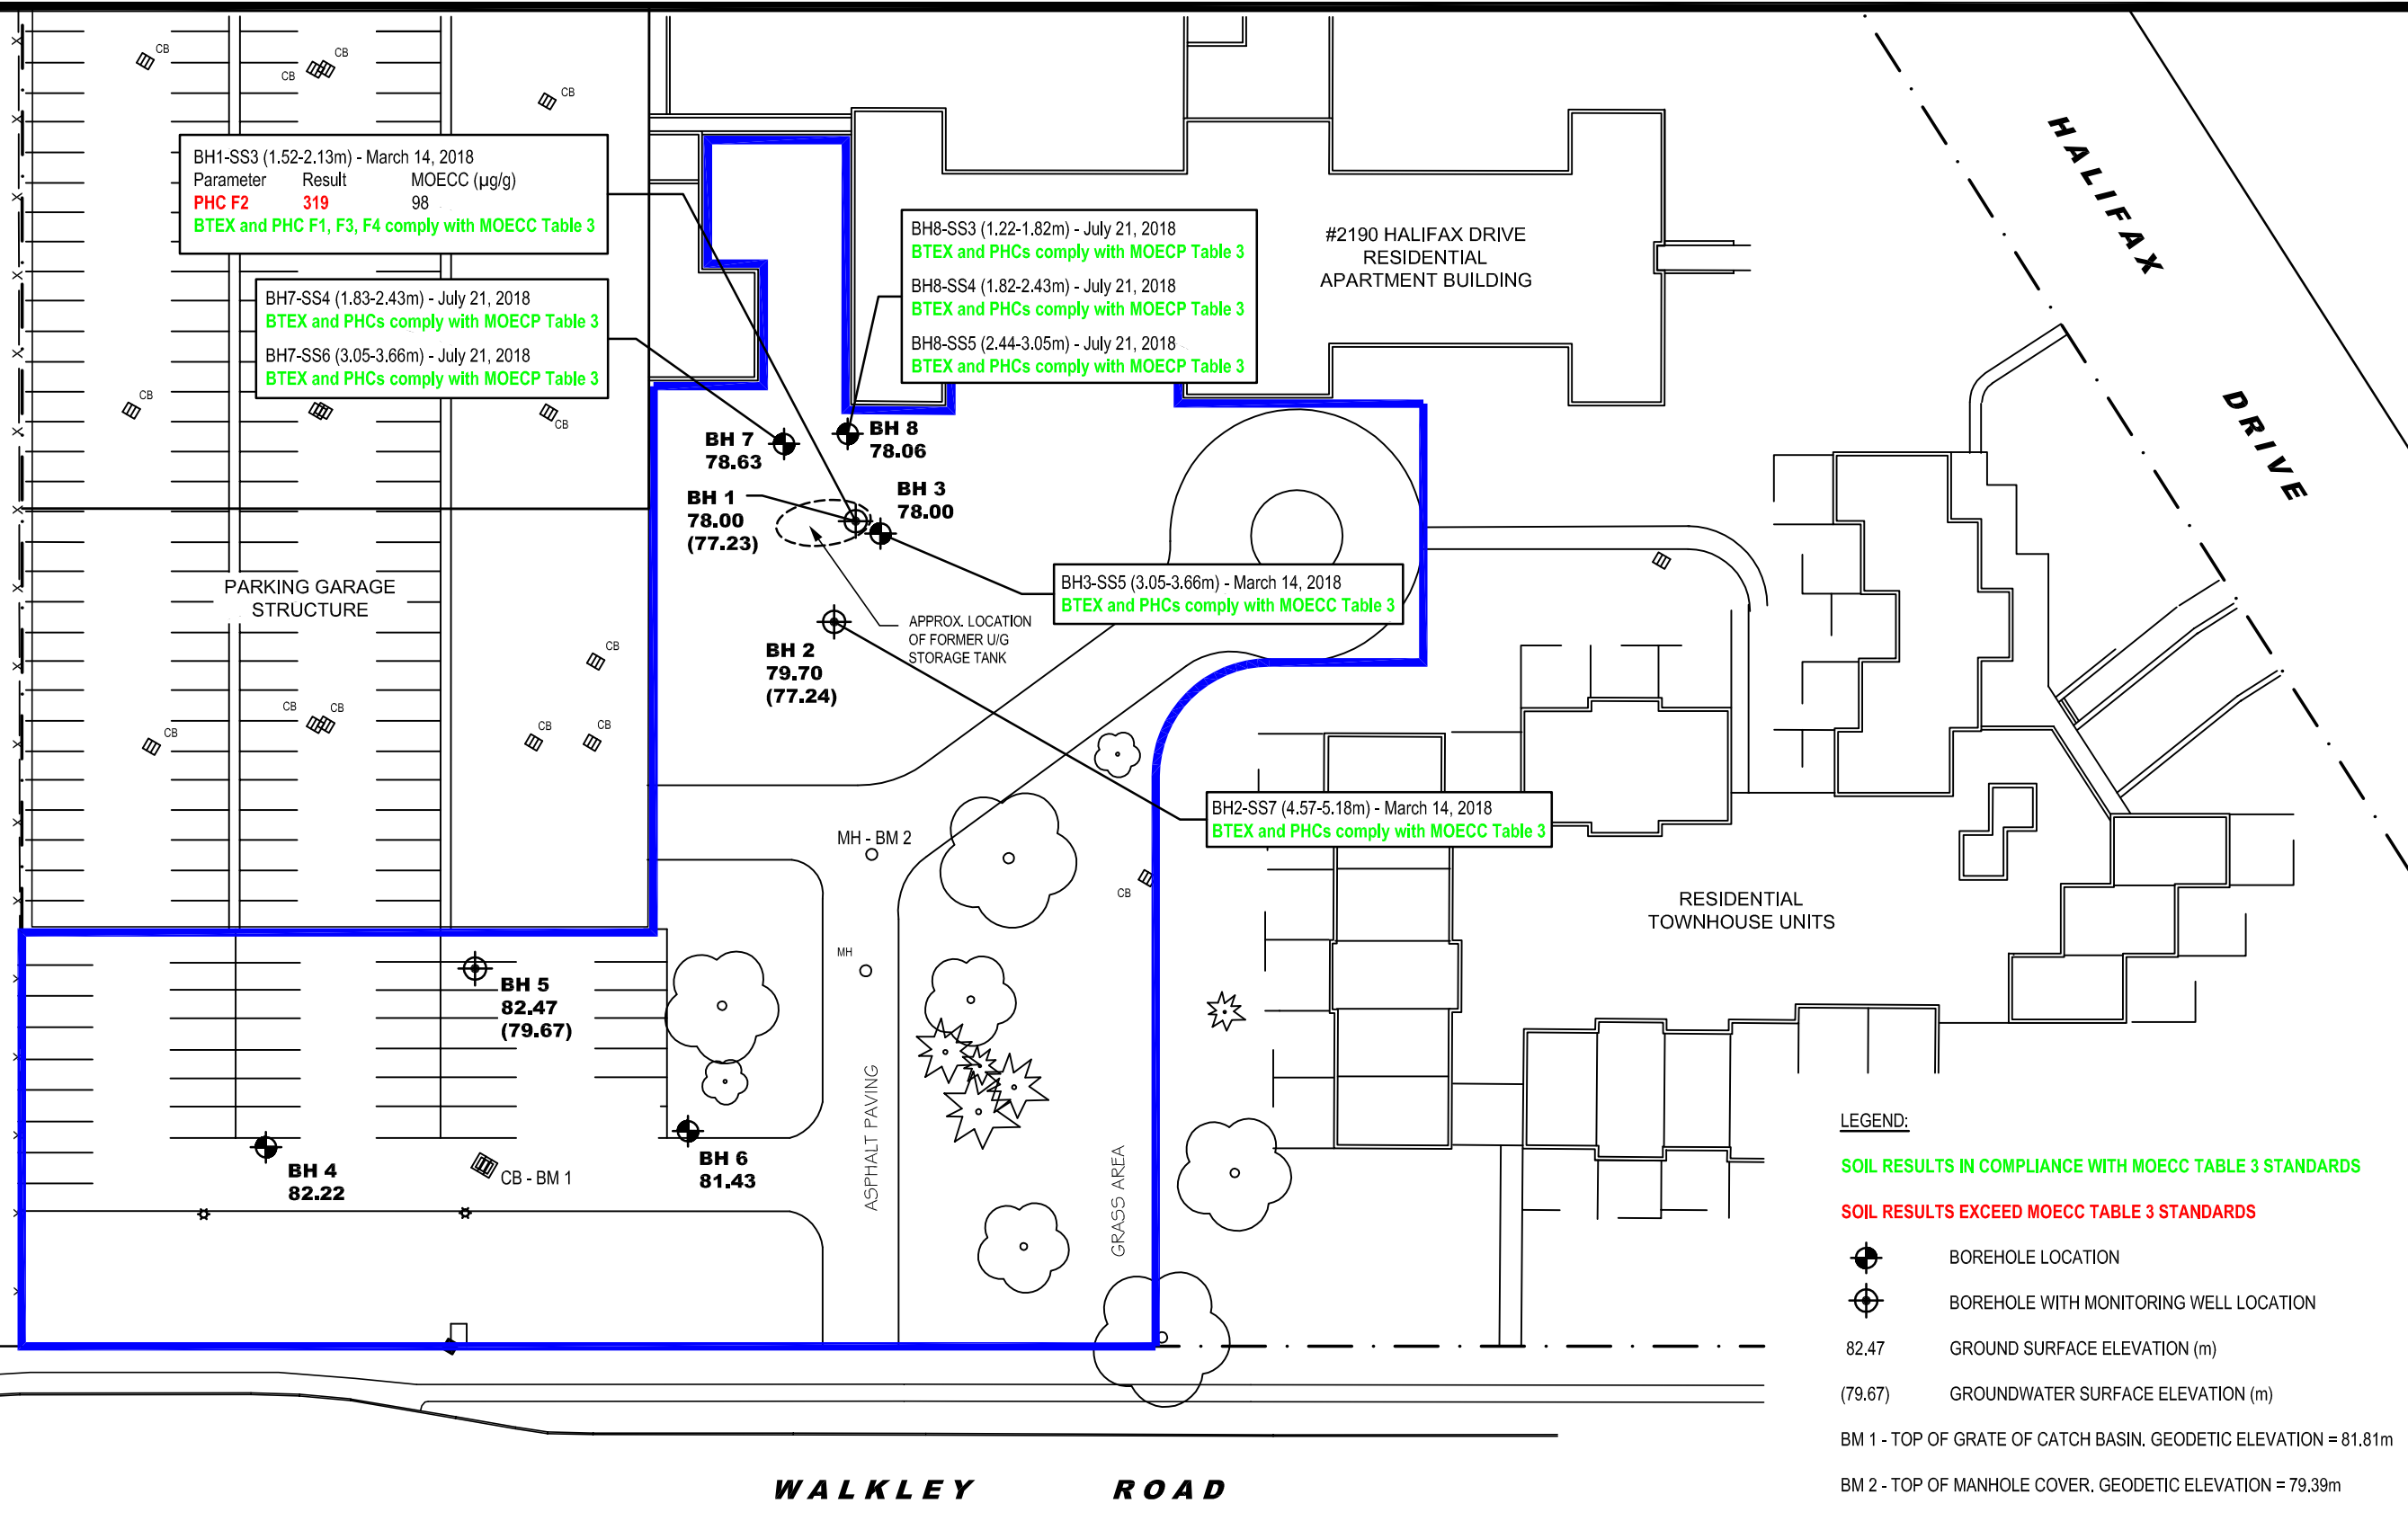 CB
CB
CB
CB
BH1-SS3 (1.52-2.13m) - March 14, 2018
Parameter Result MOECC (µg/g)
PHC F2 319 98
BTEX and PHC F1, F3, F4 comply with MOECC Table 3
BH7-SS4 (1.83-2.43m) - July 21, 2018
BTEX and PHCs comply with MOECP Table 3
BH7-SS6 (3.05-3.66m) - July 21, 2018
BTEX and PHCs comply with MOECP Table 3
BH8-SS3 (1.22-1.82m) - July 21, 2018
BTEX and PHCs comply with MOECP Table 3
BH8-SS4 (1.82-2.43m) - July 21, 2018
BTEX and PHCs comply with MOECP Table 3
BH8-SS5 (2.44-3.05m) - July 21, 2018
BTEX and PHCs comply with MOECP Table 3
#2190 HALIFAX DRIVE
RESIDENTIAL
APARTMENT BUILDING
HALIFAX DRIVE
CB
CB
BH 7
78.63
BH 8
78.06
BH 1
78.00
(77.23)
BH 3
78.00
PARKING GARAGE
STRUCTURE
BH3-SS5 (3.05-3.66m) - March 14, 2018
BTEX and PHCs comply with MOECC Table 3
APPROX. LOCATION
OF FORMER U/G
STORAGE TANK
BH 2
79.70
(77.24)
CB
CB
CB
CB
CB
CB
BH2-SS7 (4.57-5.18m) - March 14, 2018
BTEX and PHCs comply with MOECC Table 3
MH - BM 2
CB
MH
RESIDENTIAL
TOWNHOUSE UNITS
BH 5
82.47
(79.67)
ASPHALT PAVING
GRASS AREA
BH 4
82.22
CB - BM 1
BH 6
81.43
LEGEND:
SOIL RESULTS IN COMPLIANCE WITH MOECC TABLE 3 STANDARDS
SOIL RESULTS EXCEED MOECC TABLE 3 STANDARDS
BOREHOLE LOCATION
BOREHOLE WITH MONITORING WELL LOCATION
82.47 GROUND SURFACE ELEVATION (m)
(79.67) GROUNDWATER SURFACE ELEVATION (m)
BM 1 - TOP OF GRATE OF CATCH BASIN. GEODETIC ELEVATION = 81.81m
BM 2 - TOP OF MANHOLE COVER. GEODETIC ELEVATION = 79.39m
WALKLEY ROAD